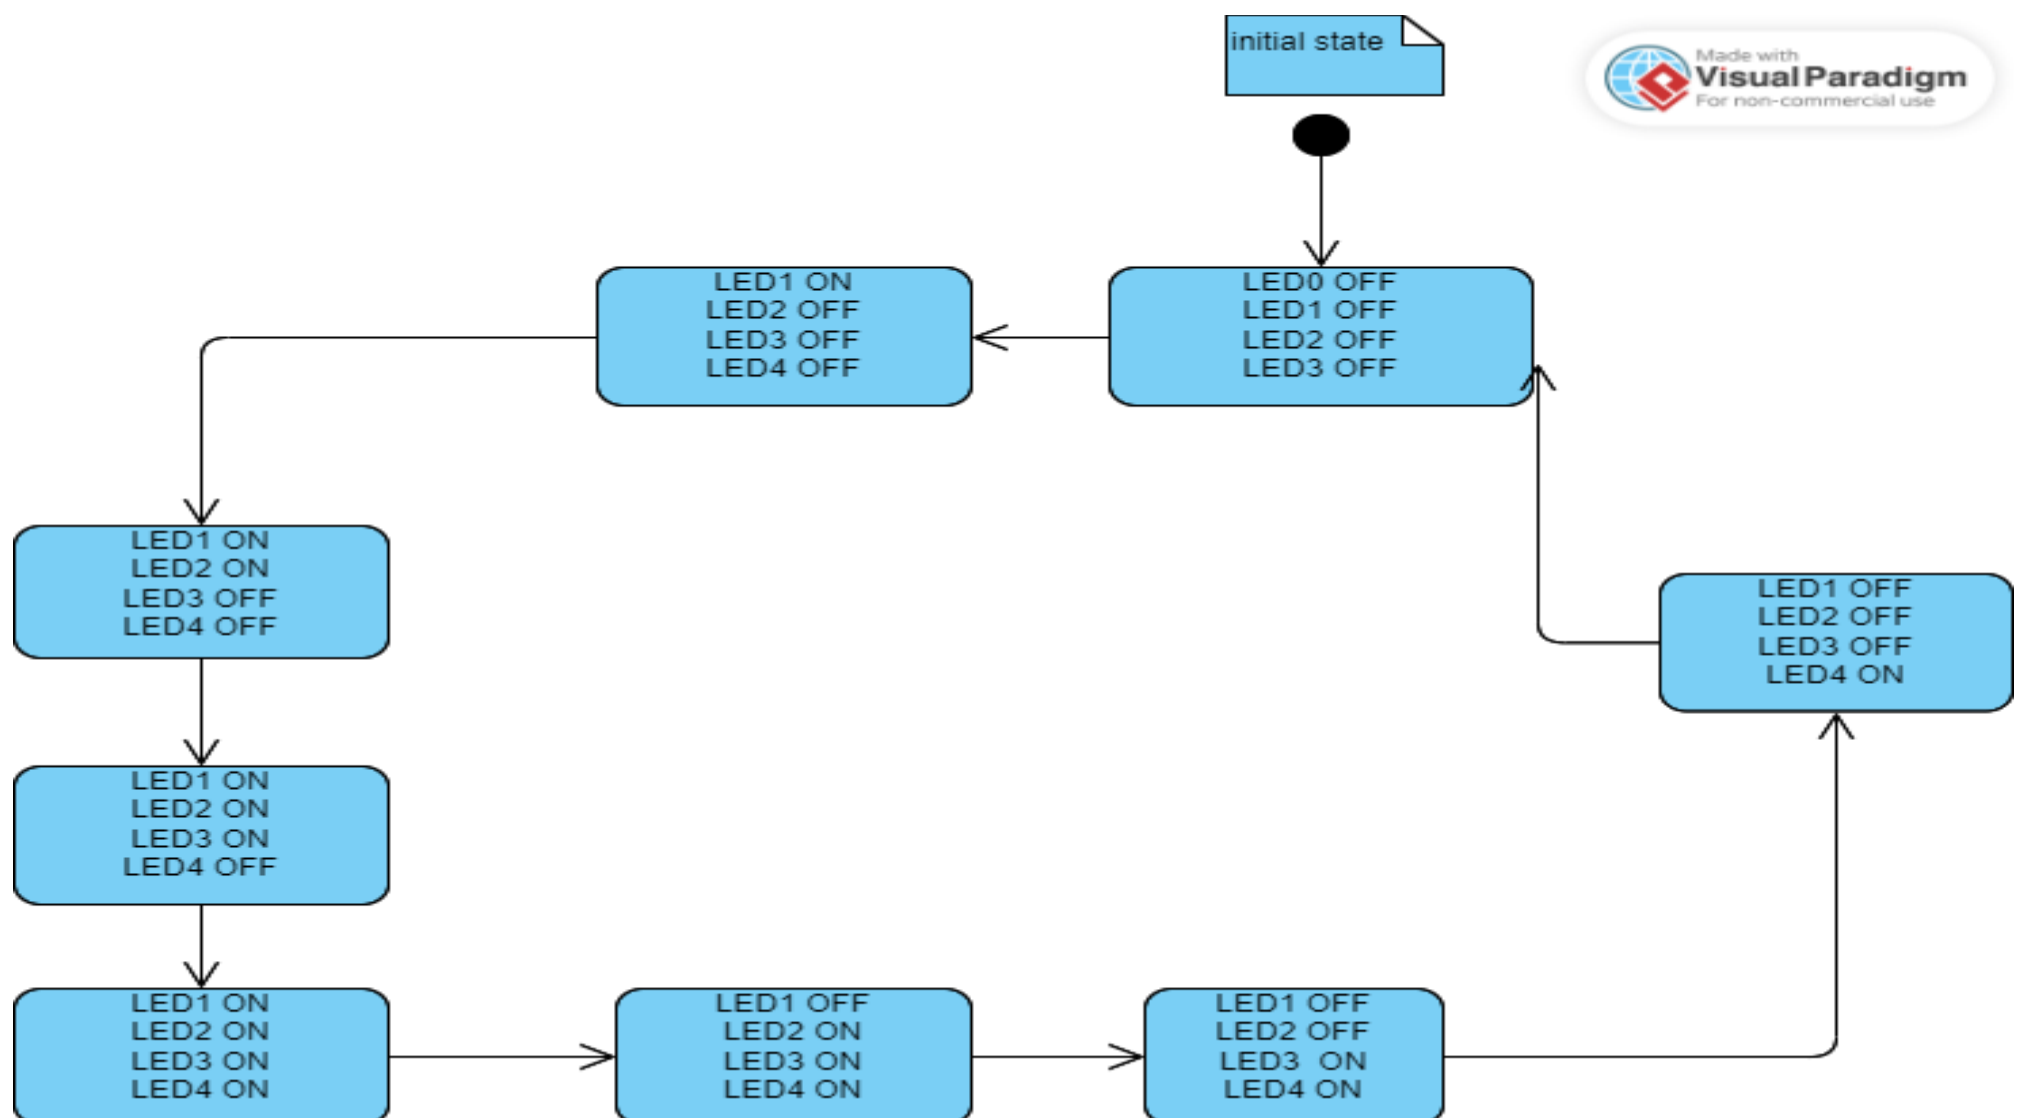 initial state
Made with
Visual Paradigm
For non-commercial use
LED1 ON
LED2 OFF
LED3 OFF
LED4 OFF
LED0 OFF
LED1 OFF
LED2 OFF
LED3 OFF
LED1 ON
LED2 ON
LED3 OFF
LED4 OFF
LED1 OFF
LED2 OFF
LED3 OFF
LED4 ON
LED1 ON
LED2 ON
LED3 ON
LED4 OFF
LED1 ON
LED2 ON
LED3 ON
LED4 ON
LED1 OFF
LED2 ON
LED3 ON
LED4 ON
LED1 OFF
LED2 OFF
LED3  ON
LED4 ON